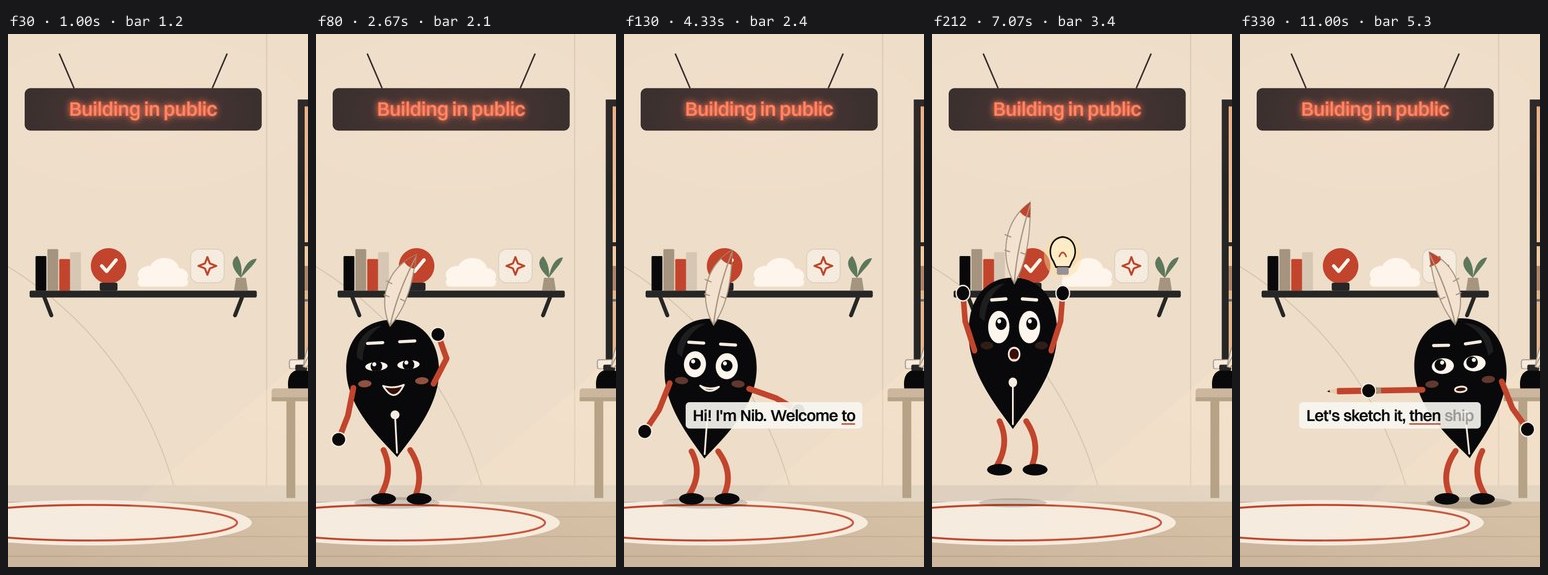 f30 · 1.00s · bar 1.2
f80 · 2.67s · bar 2.1
f130 · 4.33s · bar 2.4
f212 · 7.07s · bar 3.4
f330 · 11.00s · bar 5.3
Building in public
Building in public
Building in public
Building in public
Building in public
Hi! I'm Nib. Welcome to
Let's sketch it, then ship